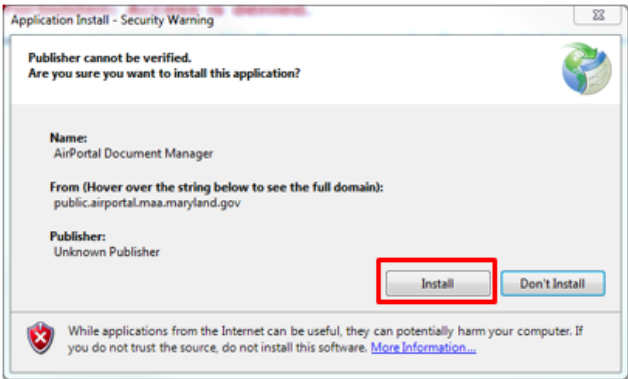 Access is denied.
Application Install - Security Warning
Publisher cannot be verified.
Are you sure you want to install this application?
Name:
AirPortal Document Manager
From (Hover over the string below to see the full domain):
public.airportal.maa.maryland.gov
Publisher:
Unknown Publisher
Install
Don't Install
While applications from the Internet can be useful, they can potentially harm your computer. If
you do not trust the source, do not install this software. More Information...